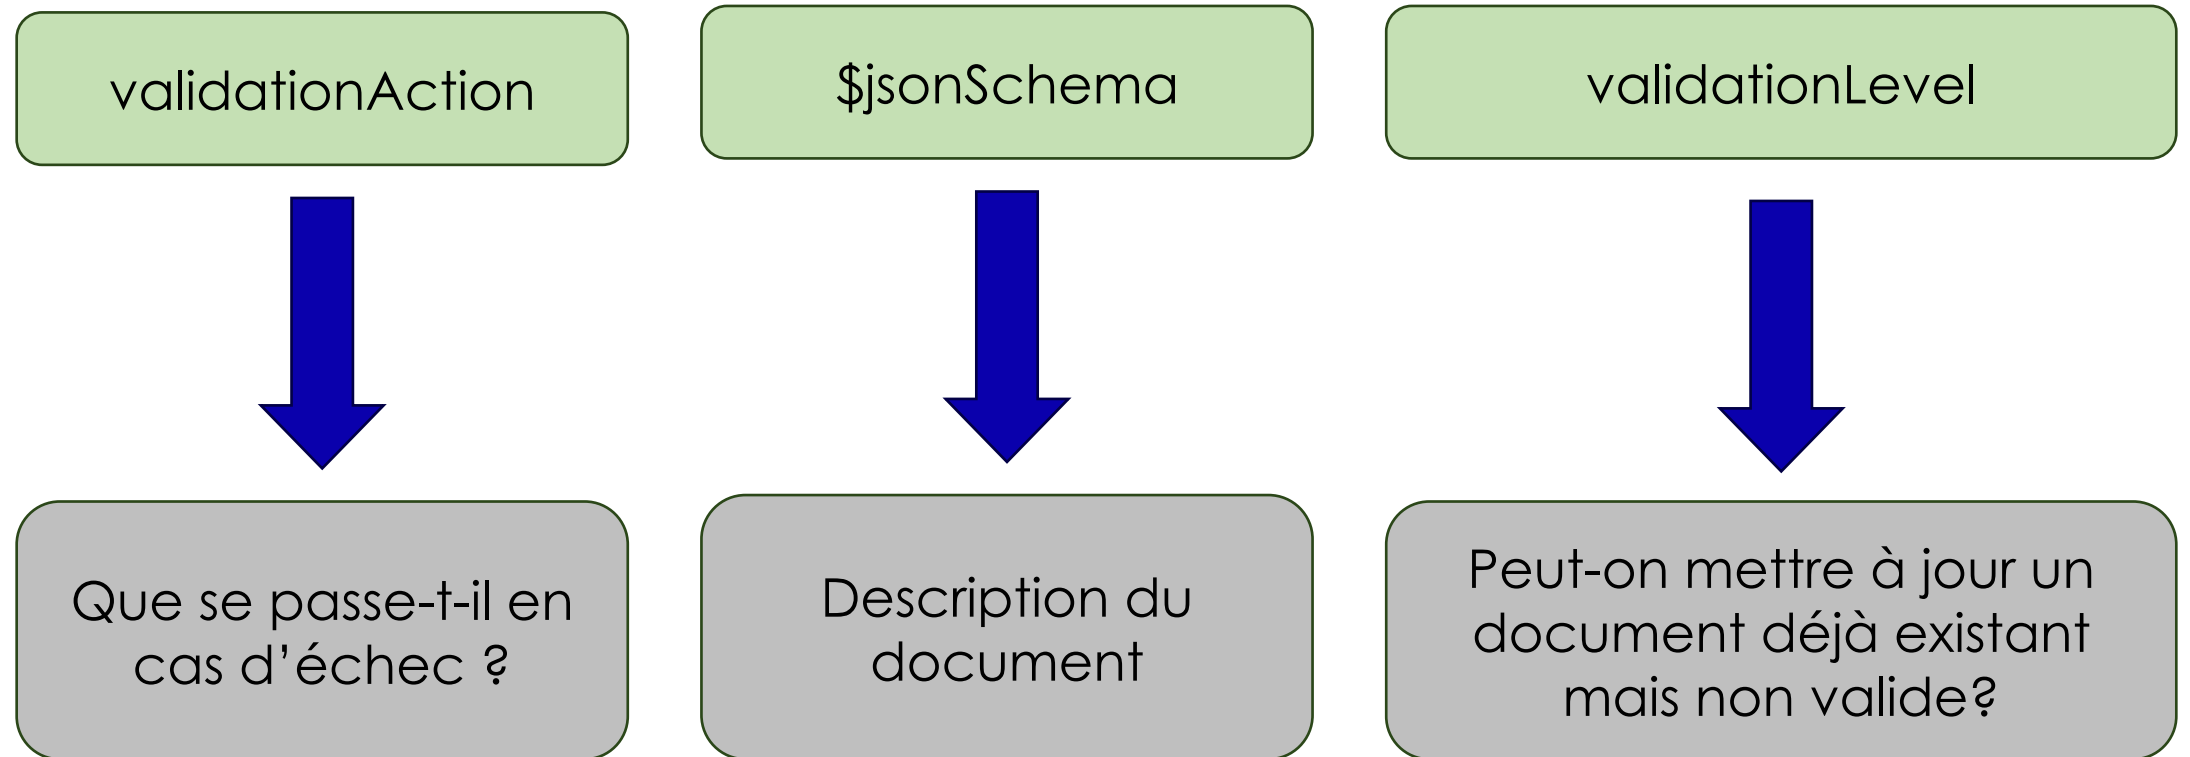 validationAction
$jsonSchema
validationLevel
Que se passe-t-il en
cas d’échec ?
Description du
document
Peut-on mettre à jour un
document déjà existant
mais non valide?